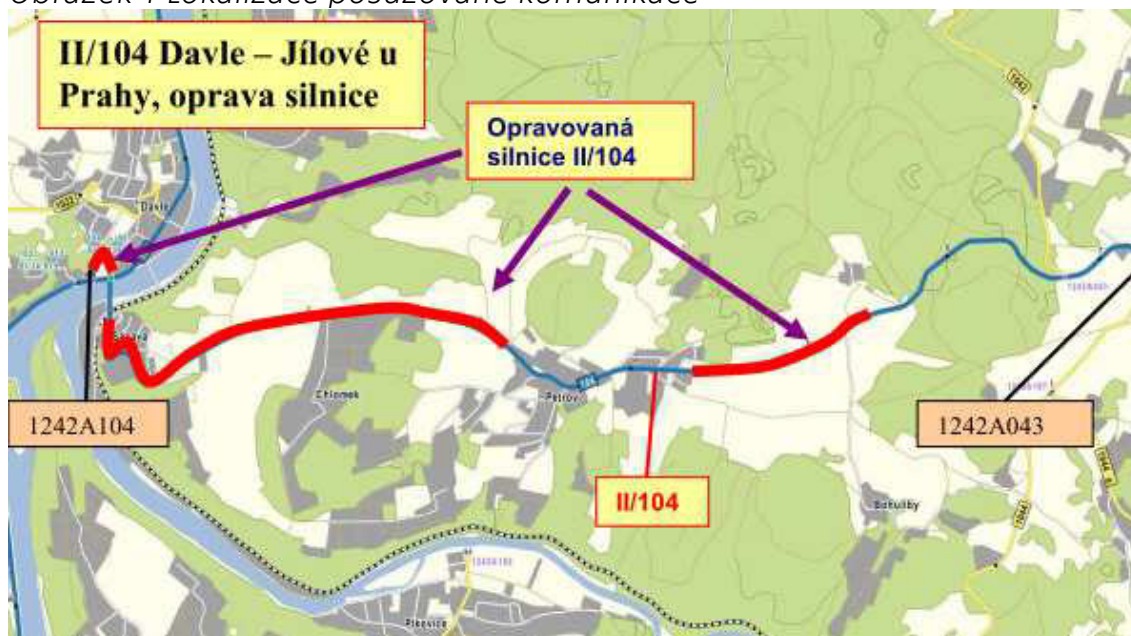 Obrázek 1 Lokalizace posuzované komunikace
II/104 Davle – Jílové u
Prahy, oprava silnice
Opravovaná
silnice II/104
Davle
Chlomek
Petrov
1242A104
1242A043
II/104
Bohuliby
Pikovice